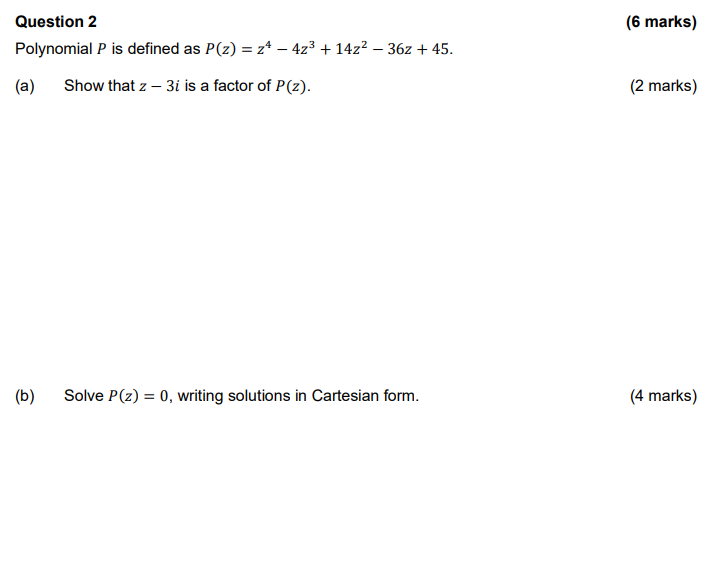 Question 2 (6 marks)
Polynomial P is defined as P(z) = z⁴ − 4z³ + 14z² − 36z + 45.
(a) Show that z − 3i is a factor of P(z). (2 marks)
(b) Solve P(z) = 0, writing solutions in Cartesian form. (4 marks)